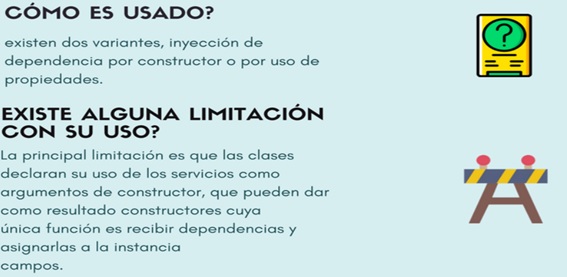 CÓMO ES USADO?
existen dos variantes, inyección de
dependencia por constructor o por uso de
propiedades.
EXISTE ALGUNA LIMITACIÓN
CON SU USO?
La principal limitación es que las clases
declaran su uso de los servicios como
argumentos de constructor, que pueden dar
como resultado constructores cuya
única función es recibir dependencias y
asignarlas a la instancia
campos.
?